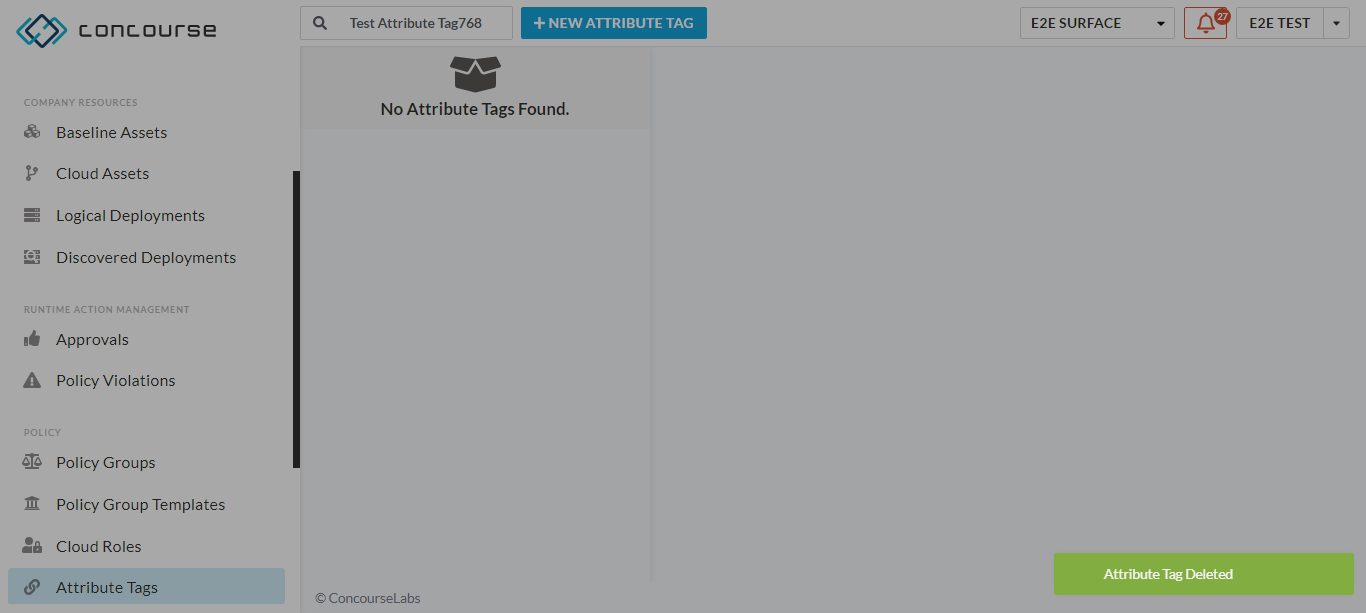 concourse
Test Attribute Tag768
NEW ATTRIBUTE TAG
E2E SURFACE
27
E2E TEST
COMPANY RESOURCES
Baseline Assets
Cloud Assets
Logical Deployments
Discovered Deployments
RUNTIME ACTION MANAGEMENT
Approvals
Policy Violations
POLICY
Policy Groups
Policy Group Templates
Cloud Roles
Attribute Tags
No Attribute Tags Found.
© ConcourseLabs
Attribute Tag Deleted